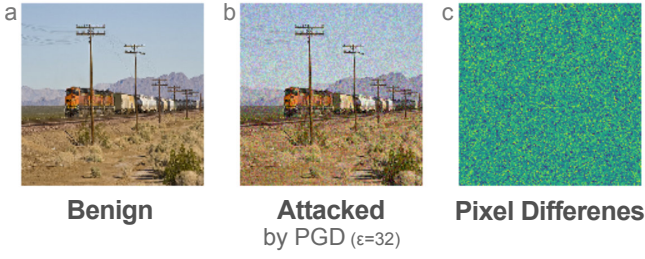 a
b
c
Benign
Attacked
by PGD (ε=32)
Pixel Differenes